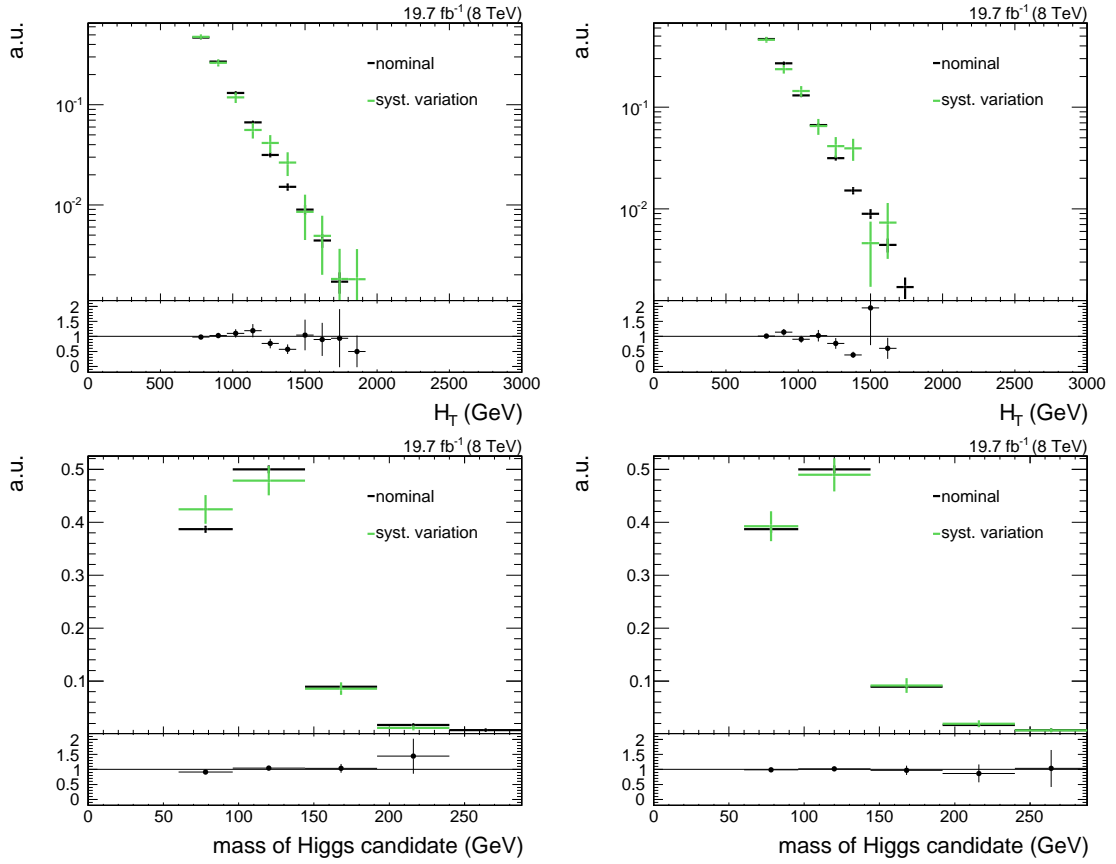 19.7 fb⁻¹ (8 TeV)
a.u.
nominal
syst. variation
10⁻¹
10⁻²
2
1.5
1
0.5
0
0 500 1000 1500 2000 2500 3000
H_T (GeV)
19.7 fb⁻¹ (8 TeV)
a.u.
nominal
syst. variation
10⁻¹
10⁻²
2
1.5
1
0.5
0
0 500 1000 1500 2000 2500 3000
H_T (GeV)
19.7 fb⁻¹ (8 TeV)
a.u.
0.5
nominal
0.4
syst. variation
0.3
0.2
0.1
2
1.5
1
0.5
0
0 50 100 150 200 250
mass of Higgs candidate (GeV)
19.7 fb⁻¹ (8 TeV)
a.u.
0.5
nominal
0.4
syst. variation
0.3
0.2
0.1
2
1.5
1
0.5
0
0 50 100 150 200 250
mass of Higgs candidate (GeV)